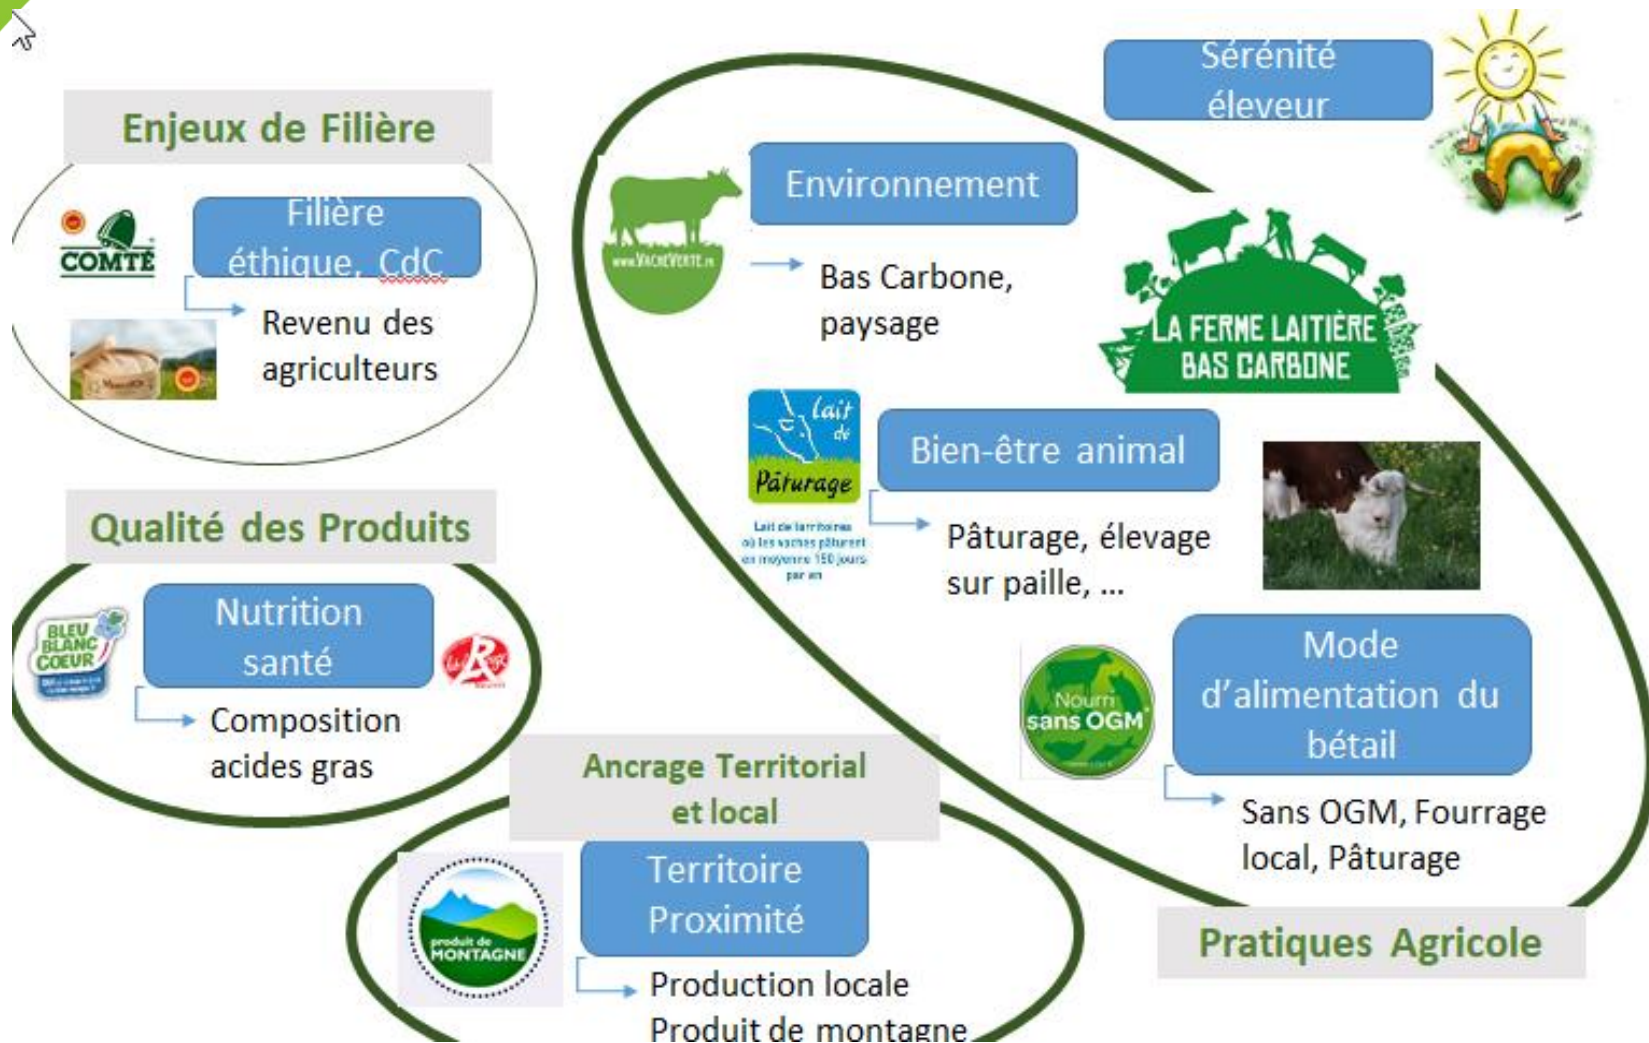 Enjeux de Filière
COMTÉ
Filière
éthique, CdC
Revenu des
agriculteurs
Qualité des Produits
BLEU
BLANC
COEUR
Nutrition
santé
Composition
acides gras
Ancrage Territorial
et local
produit de
MONTAGNE
Territoire
Proximité
Production locale
Produit de montagne
Sérénité
éleveur
www.VACHEVERTE.fr
Environnement
Bas Carbone,
paysage
LA FERME LAITIÈRE
BAS CARBONE
Lait
de
Pâturage
Lait de territoires
où les vaches pâturent
en moyenne 150 jours
par an
Bien-être animal
Pâturage, élevage
sur paille, ...
Nourri
sans OGM
Mode
d'alimentation du
bétail
Sans OGM, Fourrage
local, Pâturage
Pratiques Agricole